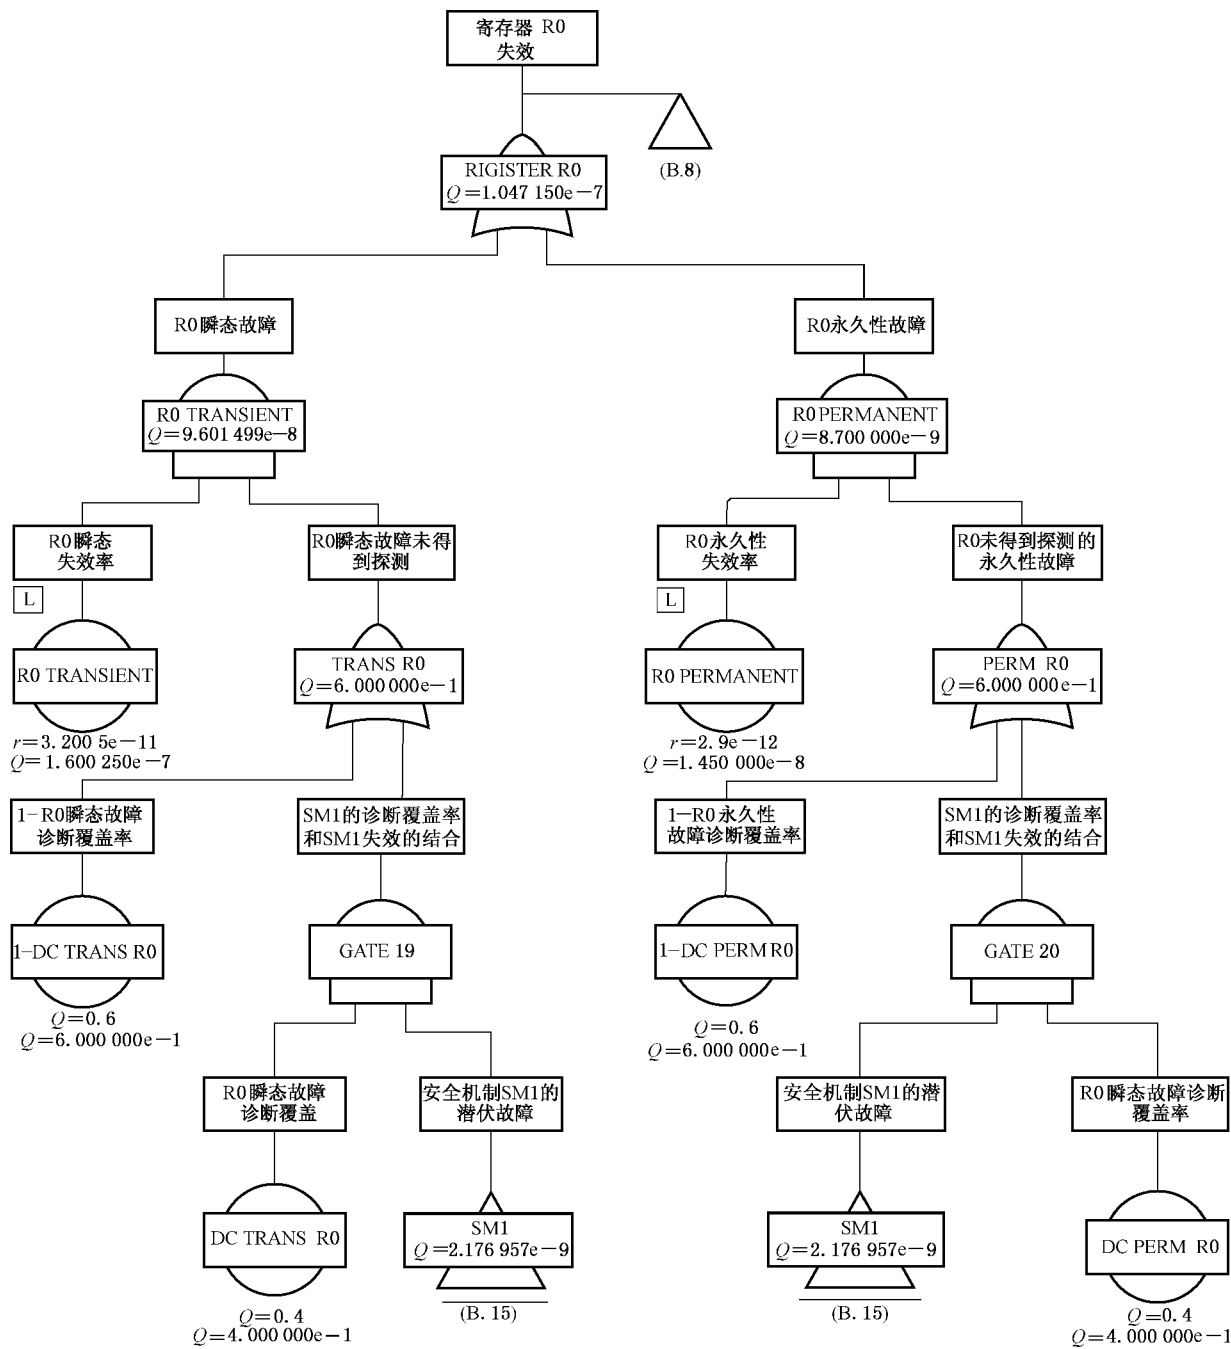 寄存器 R0
失效
(B.8)
RIGISTER R0
Q=1.047 150e-7
R0瞬态故障
R0永久性故障
R0 TRANSIENT
Q=9.601 499e-8
R0 PERMANENT
Q=8.700 000e-9
R0瞬态
失效率
R0瞬态故障未得
到探测
R0永久性
失效率
R0未得到探测的
永久性故障
L
L
R0 TRANSIENT
r=3.200 5e-11
Q=1.600 250e-7
TRANS R0
Q=6.000 000e-1
R0 PERMANENT
r=2.9e-12
Q=1.450 000e-8
PERM R0
Q=6.000 000e-1
1-R0瞬态故障
诊断覆盖率
SM1的诊断覆盖率
和SM1失效的结合
1-R0永久性
故障诊断覆盖率
SM1的诊断覆盖率
和SM1失效的结合
1-DC TRANS R0
Q=0.6
Q=6.000 000e-1
GATE 19
1-DC PERM R0
Q=0.6
Q=6.000 000e-1
GATE 20
R0瞬态故障
诊断覆盖
安全机制SM1的
潜伏故障
安全机制SM1的潜
伏故障
R0瞬态故障诊断
覆盖率
DC TRANS R0
Q=0.4
Q=4.000 000e-1
SM1
Q=2.176 957e-9
(B.15)
SM1
Q=2.176 957e-9
(B.15)
DC PERM R0
Q=0.4
Q=4.000 000e-1